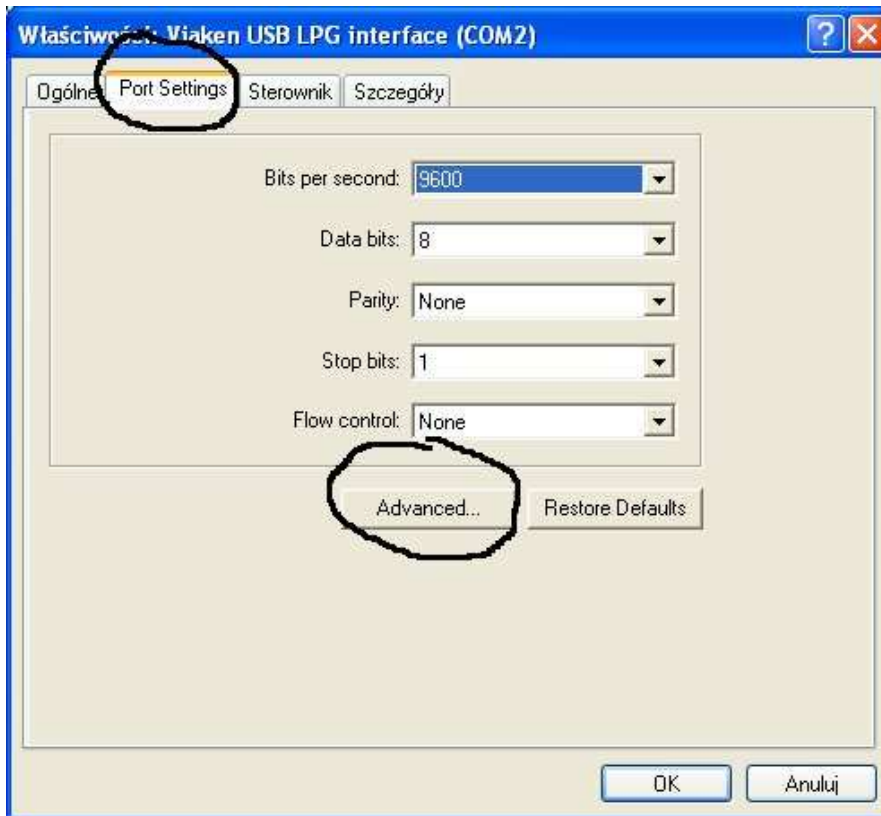 Właściwości: Viaken USB LPG interface (COM2)
Ogólne Port Settings Sterownik Szczegóły
Bits per second: 9600
Data bits: 8
Parity: None
Stop bits: 1
Flow control: None
Advanced... Restore Defaults
OK Anuluj